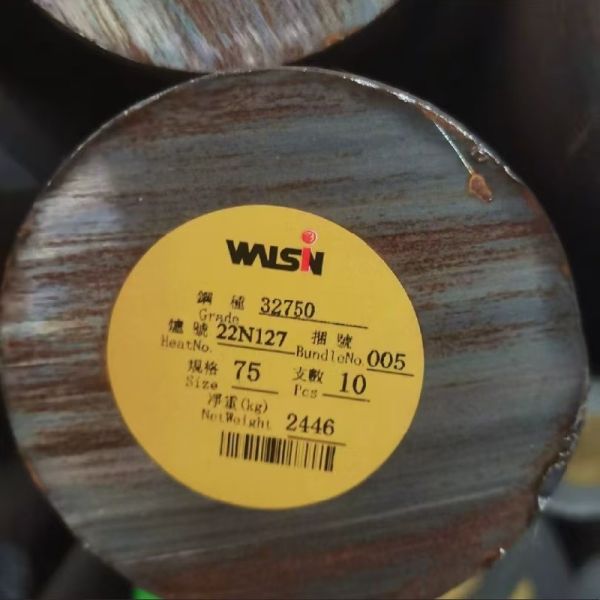 WALSIN
鋼種 32750
Grade
爐號 22N127 捆號 005
HeatNo. BundleNo.
規格 75 支數 10
Size Pcs
淨重(kg) 2446
NetWeight